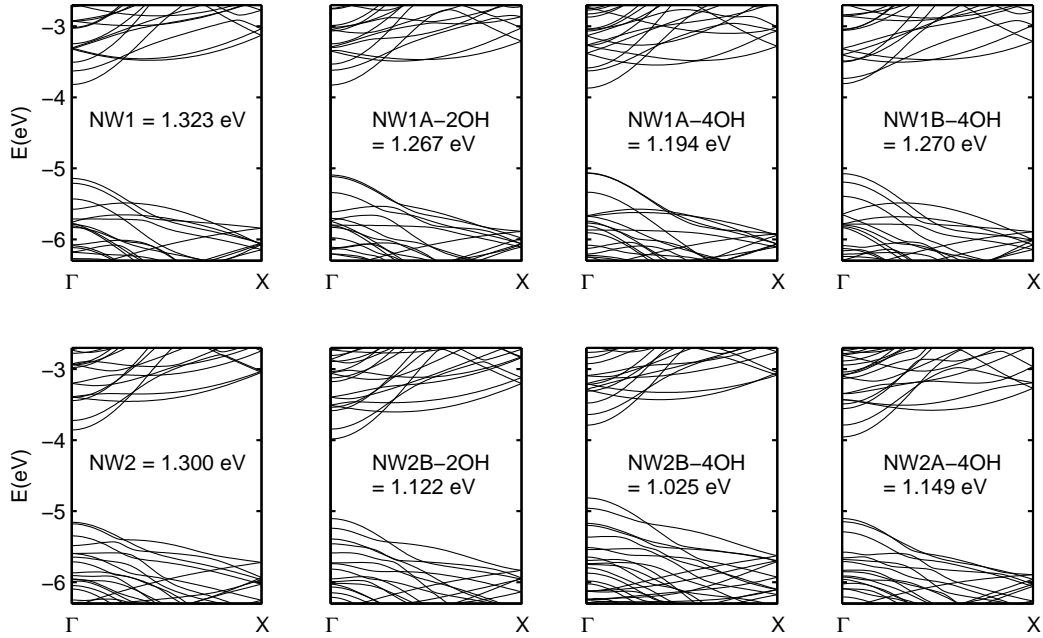 −3
−4
−5
−6
E(eV)
NW1 = 1.323 eV
Γ X
NW1A−2OH
= 1.267 eV
Γ X
NW1A−4OH
= 1.194 eV
Γ X
NW1B−4OH
= 1.270 eV
Γ X
−3
−4
−5
−6
E(eV)
NW2 = 1.300 eV
Γ X
NW2B−2OH
= 1.122 eV
Γ X
NW2B−4OH
= 1.025 eV
Γ X
NW2A−4OH
= 1.149 eV
Γ X